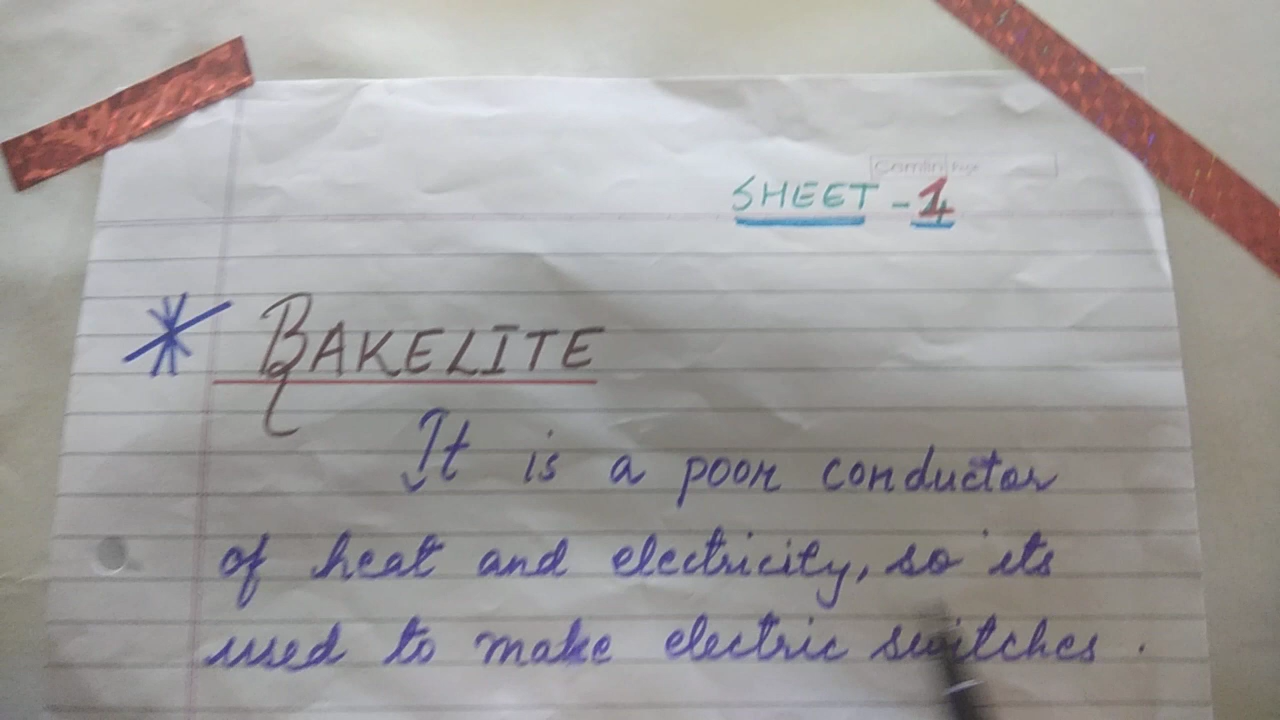 SHEET - 1
BAKELITE
It is a poor conductor
of heat and electricity, so its
used to make electric switches.